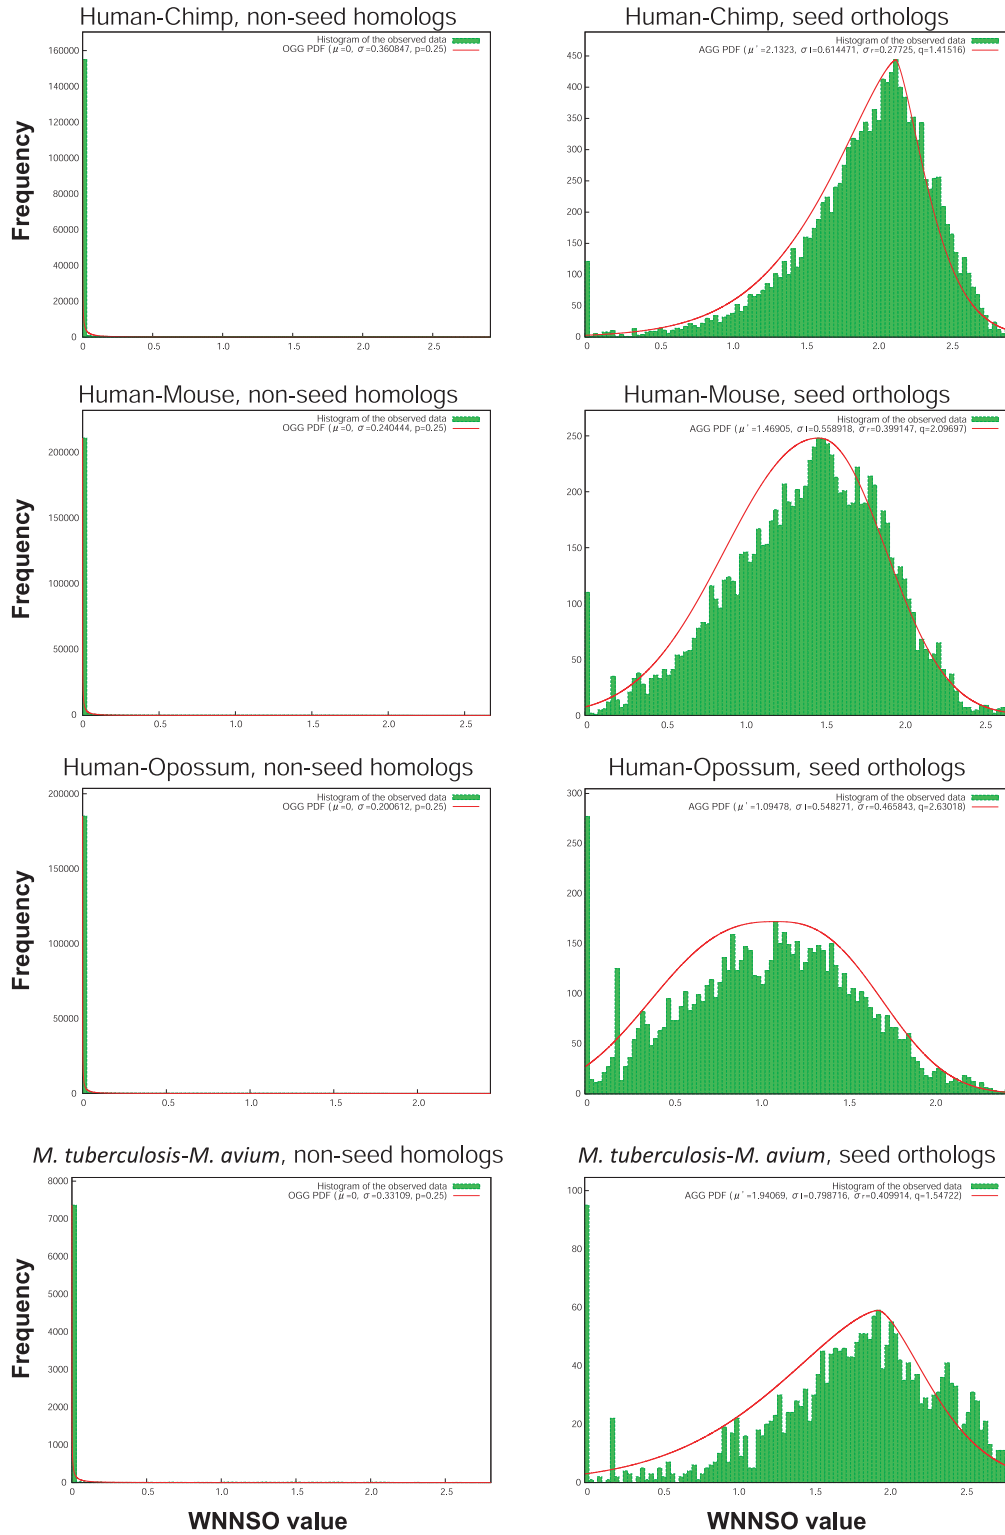 Human-Chimp, non-seed homologs
Histogram of the observed data
OGG PDF (μ=0, σ=0.360847, p=0.25)
160000
140000
120000
100000
80000
60000
40000
20000
0
0 0.5 1.0 1.5 2.0 2.5
Frequency
Human-Chimp, seed orthologs
Histogram of the observed data
AGG PDF (μ*=2.1323, σl=0.614471, σr=0.27725, q=1.41516)
450
400
350
300
250
200
150
100
50
0
0 0.5 1.0 1.5 2.0 2.5
Human-Mouse, non-seed homologs
Histogram of the observed data
OGG PDF (μ=0, σ=0.240444, p=0.25)
200000
150000
100000
50000
0
0 0.5 1.0 1.5 2.0 2.5
Frequency
Human-Mouse, seed orthologs
Histogram of the observed data
AGG PDF (μ*=1.46905, σl=0.558918, σr=0.399147, q=2.09697)
250
200
150
100
50
0
0 0.5 1.0 1.5 2.0 2.5
Human-Opossum, non-seed homologs
Histogram of the observed data
OGG PDF (μ=0, σ=0.200612, p=0.25)
200000
150000
100000
50000
0
0 0.5 1.0 1.5 2.0
Frequency
Human-Opossum, seed orthologs
Histogram of the observed data
AGG PDF (μ*=1.09478, σl=0.548271, σr=0.465843, q=2.63018)
300
250
200
150
100
50
0
0 0.5 1.0 1.5 2.0
M. tuberculosis-M. avium, non-seed homologs
Histogram of the observed data
OGG PDF (μ=0, σ=0.33109, p=0.25)
8000
7000
6000
5000
4000
3000
2000
1000
0
0 0.5 1.0 1.5 2.0 2.5
Frequency
WNNSO value
M. tuberculosis-M. avium, seed orthologs
Histogram of the observed data
AGG PDF (μ*=1.94069, σl=0.798716, σr=0.409914, q=1.54722)
100
80
60
40
20
0
0 0.5 1.0 1.5 2.0 2.5
WNNSO value